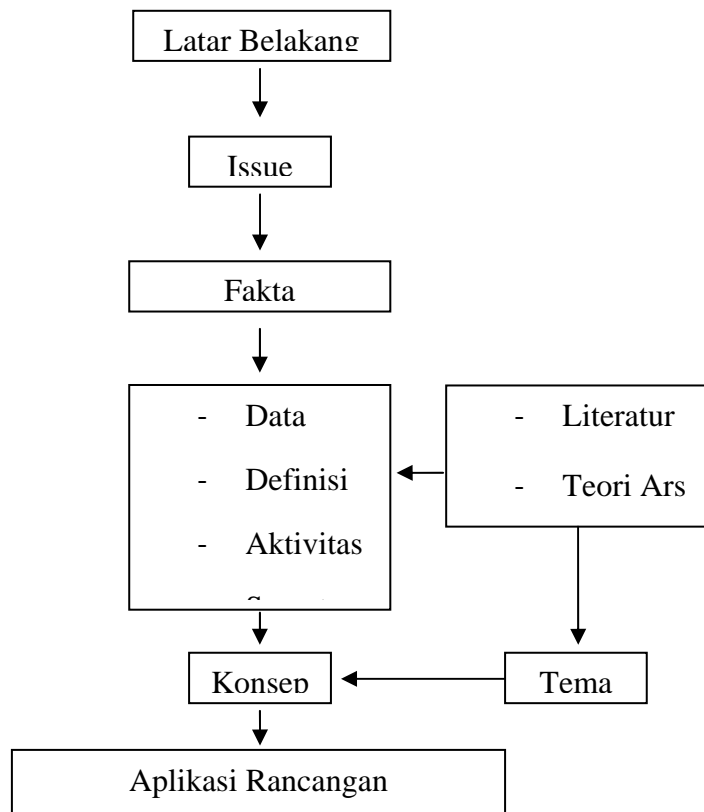 Latar Belakang
Issue
Fakta
- Data
- Definisi
- Aktivitas
- Literatur
- Teori Ars
Konsep
Tema
Aplikasi Rancangan